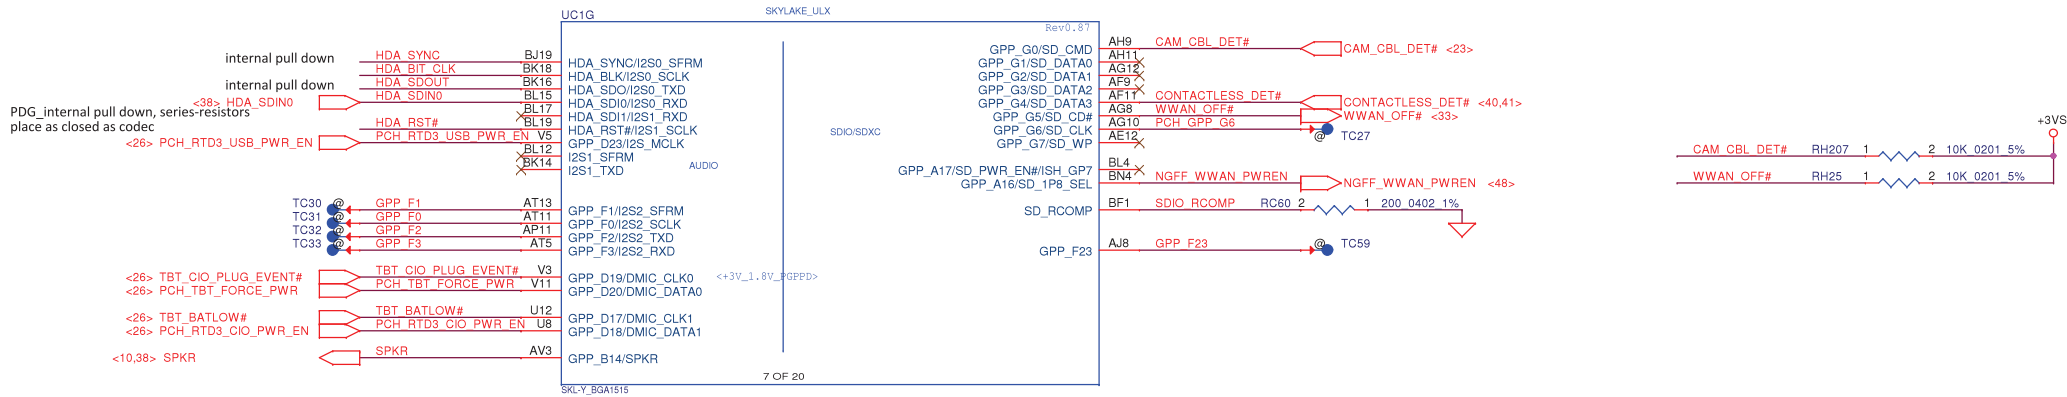 UC1G
SKYLAKE_ULX
Rev0.87
internal pull down
HDA_SYNC
BJ19
HDA_SYNC/I2S0_SFRM
HDA_BIT_CLK
BK18
HDA_BLK/I2S0_SCLK
internal pull down
HDA_SDOUT
BK16
HDA_SDO/I2S0_TXD
<38> HDA_SDIN0
HDA_SDIN0
BL15
HDA_SDI0/I2S0_RXD
PDG_internal pull down, series-resistors
place as closed as codec
BL17
HDA_SDI1/I2S1_RXD
HDA_RST#
BL19
HDA_RST#/I2S1_SCLK
<26> PCH_RTD3_USB_PWR_EN
PCH_RTD3_USB_PWR_EN
V5
GPP_D23/I2S_MCLK
BL12
I2S1_SFRM
BK14
I2S1_TXD
AUDIO
TC30
@
GPP_F1
AT13
GPP_F1/I2S2_SFRM
TC31
@
GPP_F0
AT11
GPP_F0/I2S2_SCLK
TC32
@
GPP_F2
AP11
GPP_F2/I2S2_TXD
TC33
@
GPP_F3
AT5
GPP_F3/I2S2_RXD
<26> TBT_CIO_PLUG_EVENT#
TBT_CIO_PLUG_EVENT#
V3
GPP_D19/DMIC_CLK0
<26> PCH_TBT_FORCE_PWR
PCH_TBT_FORCE_PWR
V11
GPP_D20/DMIC_DATA0
<+3V_1.8V_PGPPD>
<26> TBT_BATLOW#
TBT_BATLOW#
U12
GPP_D17/DMIC_CLK1
<26> PCH_RTD3_CIO_PWR_EN
PCH_RTD3_CIO_PWR_EN
U8
GPP_D18/DMIC_DATA1
<10,38> SPKR
SPKR
AV3
GPP_B14/SPKR
7 OF 20
SKL-Y_BGA1515
SDIO/SDXC
GPP_G0/SD_CMD
AH9
CAM_CBL_DET#
CAM_CBL_DET# <23>
GPP_G1/SD_DATA0
AH11
GPP_G2/SD_DATA1
AG12
GPP_G3/SD_DATA2
AF9
GPP_G4/SD_DATA3
AF11
CONTACTLESS_DET#
CONTACTLESS_DET# <40,41>
GPP_G5/SD_CD#
AG8
WWAN_OFF#
WWAN_OFF# <33>
GPP_G6/SD_CLK
AG10
PCH_GPP_G6
@
TC27
GPP_G7/SD_WP
AE12
GPP_A17/SD_PWR_EN#/ISH_GP7
BL4
GPP_A16/SD_1P8_SEL
BN4
NGFF_WWAN_PWREN
NGFF_WWAN_PWREN <48>
SD_RCOMP
BF1
SDIO_RCOMP
RC60 2
1 200_0402_1%
GPP_F23
AJ8
GPP_F23
@
TC59
+3VS
CAM_CBL_DET#
RH207
1
2
10K_0201_5%
WWAN_OFF#
RH25
1
2
10K_0201_5%